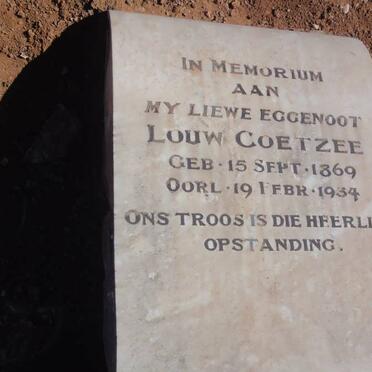 IN MEMORIUM
AAN
MY LIEWE EGGENOOT
LOUW COETZEE
GEB · 15 SEPT · 1869
OORL · 19 FEBR · 1934
ONS TROOS IS DIE HEERLI
OPSTANDING.